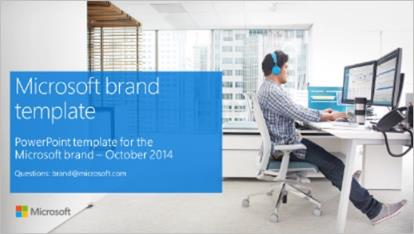 Microsoft brand
template
PowerPoint template for the
Microsoft brand – October 2014
Questions: brand@microsoft.com
Microsoft